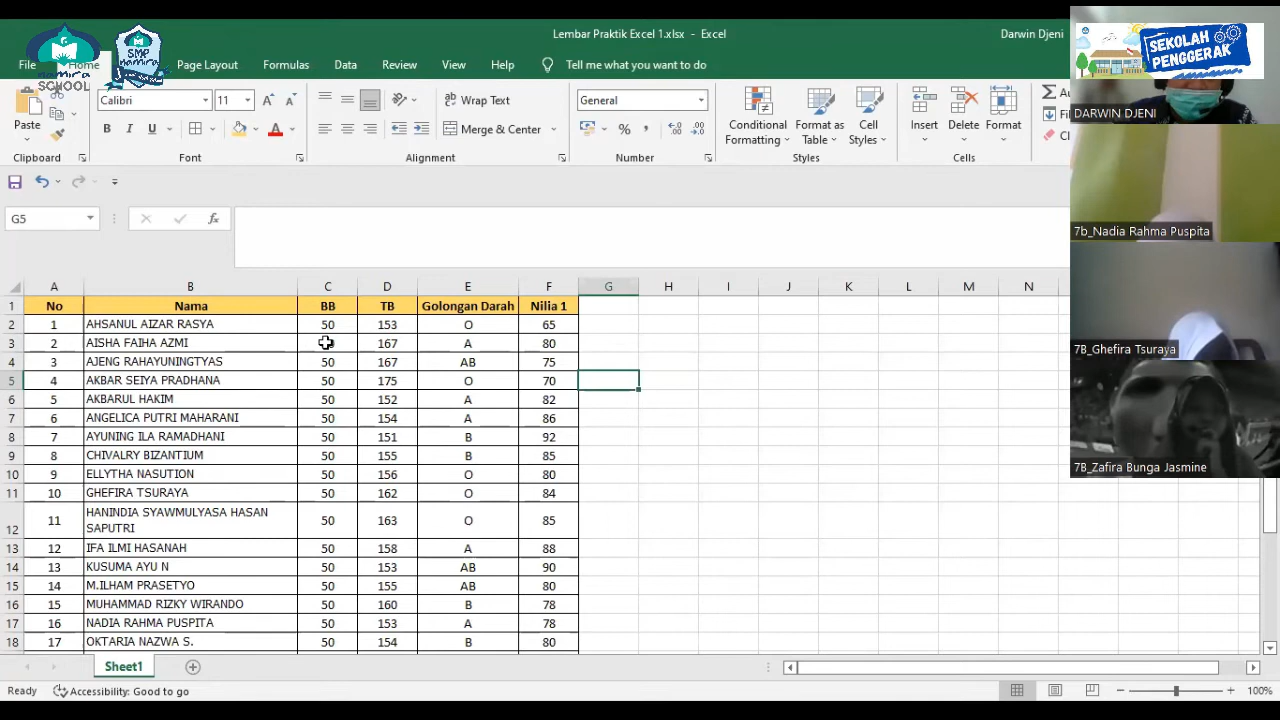 Lembar Praktik Excel 1.xlsx - Excel
Darwin Djeni
SMP
SCHOOL
SEKOLAH
PENGGERAK
File Home Page Layout Formulas Data Review View Help Tell me what you want to do
Paste
Calibri 11
B I U A
Wrap Text
Merge & Center
General
Conditional Formatting
Format as Table
Cell Styles
Insert
Delete
Format
Clipboard Font Alignment Number Styles Cells
G5 fx
A B C D E F G H I J K L M N
1 No Nama BB TB Golongan Darah Nilia 1
2 1 AHSANUL AIZAR RASYA 50 153 O 65
3 2 AISHA FAIHA AZMI 167 A 80
4 3 AJENG RAHAYUNINGTYAS 50 167 AB 75
5 4 AKBAR SEIYA PRADHANA 50 175 O 70
6 5 AKBARUL HAKIM 50 152 A 82
7 6 ANGELICA PUTRI MAHARANI 50 154 A 86
8 7 AYUNING ILA RAMADHANI 50 151 B 92
9 8 CHIVALRY BIZANTIUM 50 155 B 85
10 9 ELLYTHA NASUTION 50 156 O 80
11 10 GHEFIRA TSURAYA 50 162 O 84
12 11 HANINDIA SYAWMULYASA HASAN SAPUTRI 50 163 O 85
13 12 IFA ILMI HASANAH 50 158 A 88
14 13 KUSUMA AYU N 50 153 AB 90
15 14 M.ILHAM PRASETYO 50 155 AB 80
16 15 MUHAMMAD RIZKY WIRANDO 50 160 B 78
17 16 NADIA RAHMA PUSPITA 50 153 A 78
18 17 OKTARIA NAZWA S. 50 154 B 80
Sheet1
Ready Accessibility: Good to go 100%
DARWIN DJENI
7b_Nadia Rahma Puspita
7B_Ghefira Tsuraya
7B_Zafira Bunga Jasmine